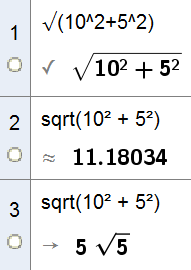 1
√(10^2+5^2)
✓ √10² + 5²
2
sqrt(10² + 5²)
≈ 11.18034
3
sqrt(10² + 5²)
→ 5 √5